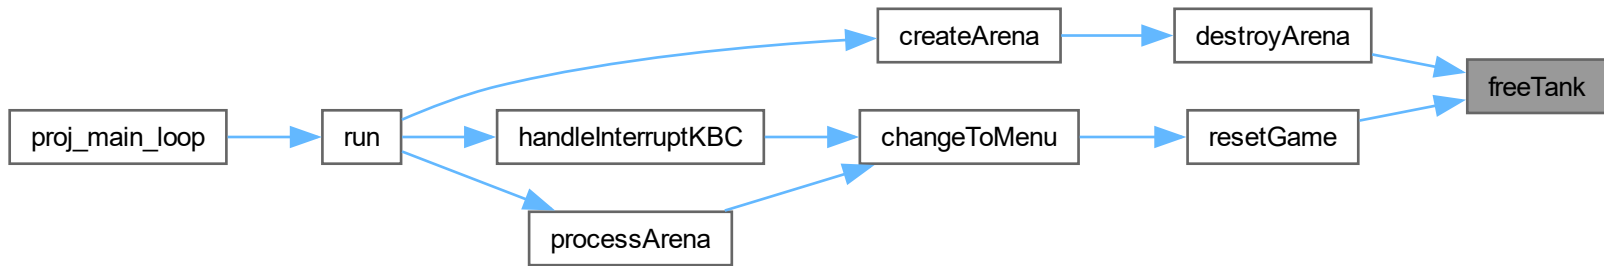 createArena
destroyArena
freeTank
proj_main_loop
run
handleInterruptKBC
changeToMenu
resetGame
processArena